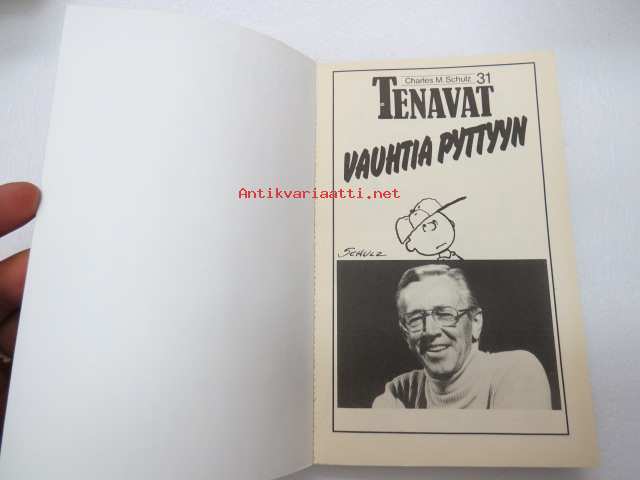 Charles M. Schulz 31
TENAVAT
VAUHTIA PYTTYYN
Antikvariaatti.net
SCHULZ